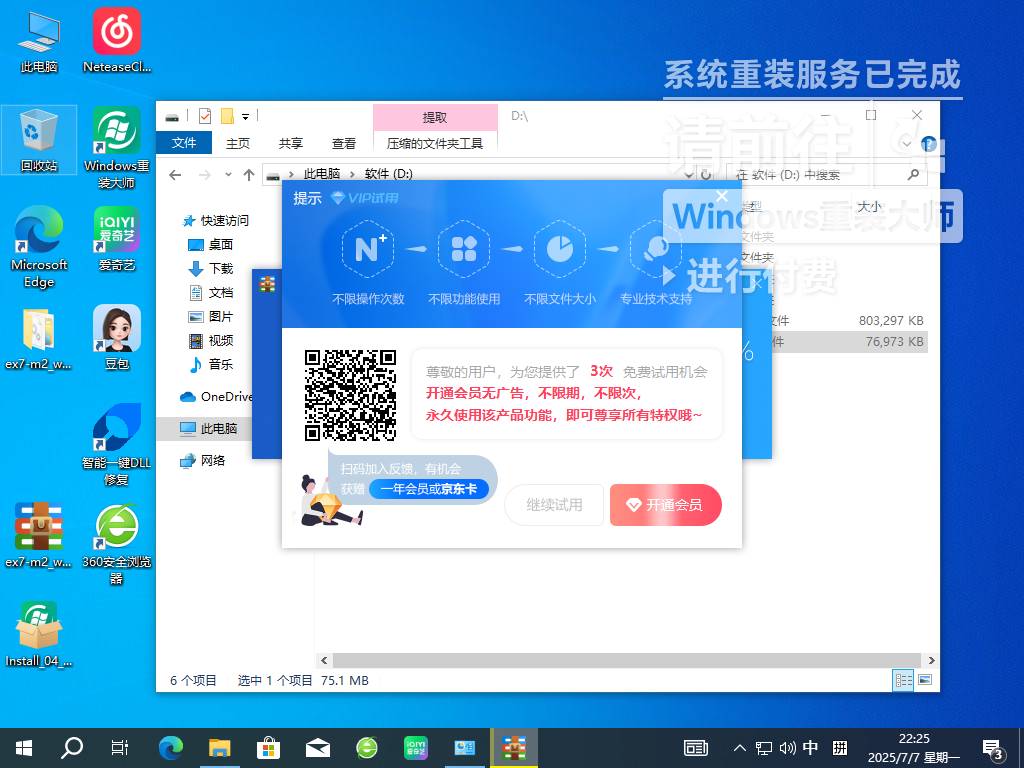 此电脑
NeteaseCl...
回收站
Windows重
装大师
Microsoft
Edge
爱奇艺
ex7-m2_w...
豆包
智能一键DLL
修复
ex7-m2_w...
360安全浏览
器
Install_04_...
系统重装服务已完成
请前往
Windows重装大师
进行付费
提取
D:\
文件
主页
共享
查看
压缩的文件夹工具
此电脑
软件 (D:)
在 软件 (D:) 中搜索
快速访问
桌面
下载
文档
图片
视频
音乐
OneDrive
此电脑
网络
类型
大小
文件夹
文件夹
文件
803,297 KB
件
76,973 KB
%
提示
VIP试用
N+
不限操作次数
不限功能使用
不限文件大小
专业技术支持
尊敬的用户，为您提供了 3次 免费试用机会
开通会员无广告，不限期，不限次，
永久使用该产品功能，即可尊享所有特权哦~
扫码加入反馈，有机会
获赠 一年会员或京东卡
继续试用
开通会员
6 个项目
选中 1 个项目 75.1 MB
iQIYI
爱奇艺
iQIYI
爱奇艺
中
拼
22:25
2025/7/7 星期一
3